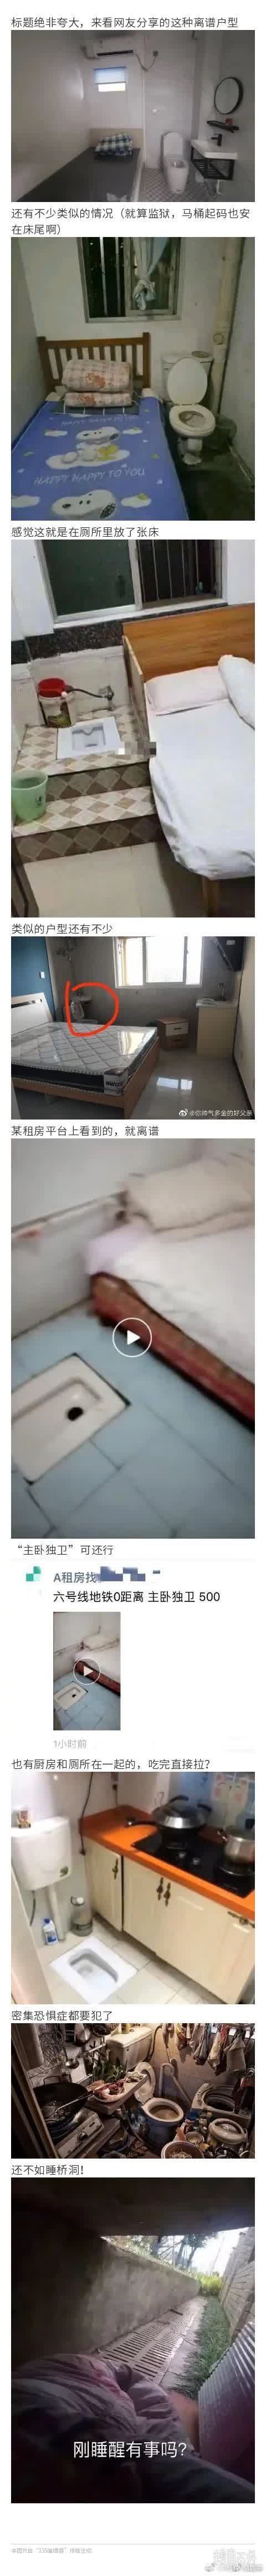 标题绝非夸大，来看网友分享的这种离谱户型
还有不少类似的情况（就算监狱，马桶起码也安
在床尾啊）
HAPPY HAPPY TO YOU
感觉这就是在厕所里放了张床
类似的户型还有不少
@你帅气多金的好父亲
某租房平台上看到的，就离谱
“主卧独卫”可还行
A租房找
六号线地铁0距离 主卧独卫 500
1小时前
也有厨房和厕所在一起的，吃完直接拉？
密集恐惧症都要犯了
还不如睡桥洞！
刚睡醒有事吗?